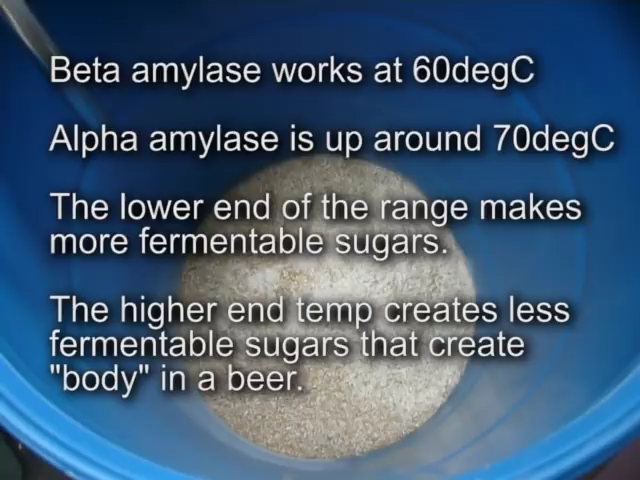 Beta amylase works at 60degC
Alpha amylase is up around 70degC
The lower end of the range makes
more fermentable sugars.
The higher end temp creates less
fermentable sugars that create
"body" in a beer.